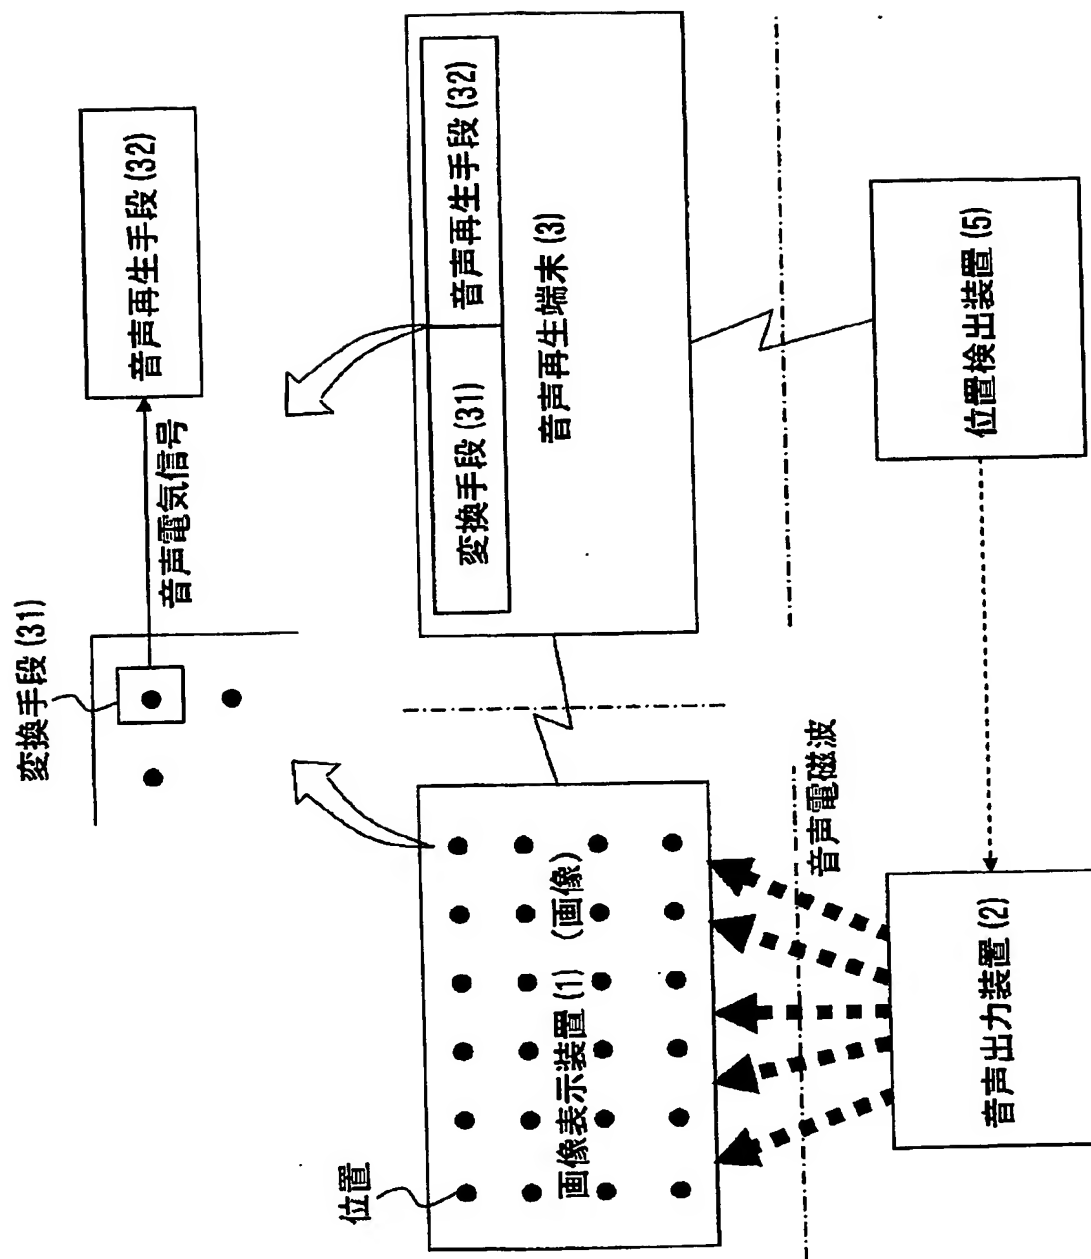 変換手段(31)
音声電気信号
音声再生手段(32)
位置
画像表示装置(1) (画像)
変換手段(31)
音声再生手段(32)
音声再生端末(3)
音声電磁波
音声出力装置(2)
位置検出装置(5)